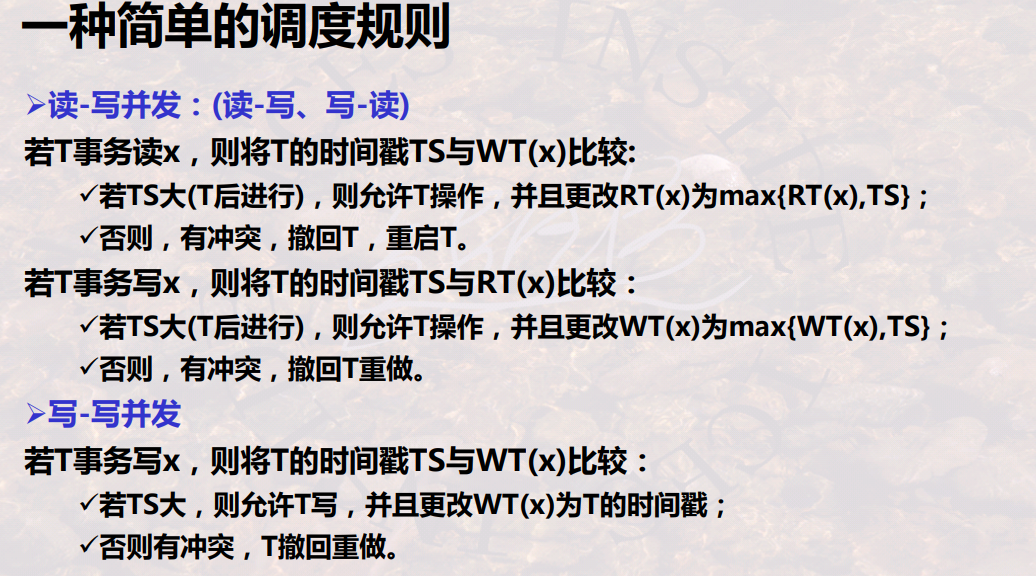 一种简单的调度规则
➢读-写并发：(读-写、写-读)
若T事务读x，则将T的时间戳TS与WT(x)比较:
✓若TS大(T后进行)，则允许T操作，并且更改RT(x)为max{RT(x),TS}；
✓否则，有冲突，撤回T，重启T。
若T事务写x，则将T的时间戳TS与RT(x)比较：
✓若TS大(T后进行)，则允许T操作，并且更改WT(x)为max{WT(x),TS}；
✓否则，有冲突，撤回T重做。
➢写-写并发
若T事务写x，则将T的时间戳TS与WT(x)比较：
✓若TS大，则允许T写，并且更改WT(x)为T的时间戳；
✓否则有冲突，T撤回重做。